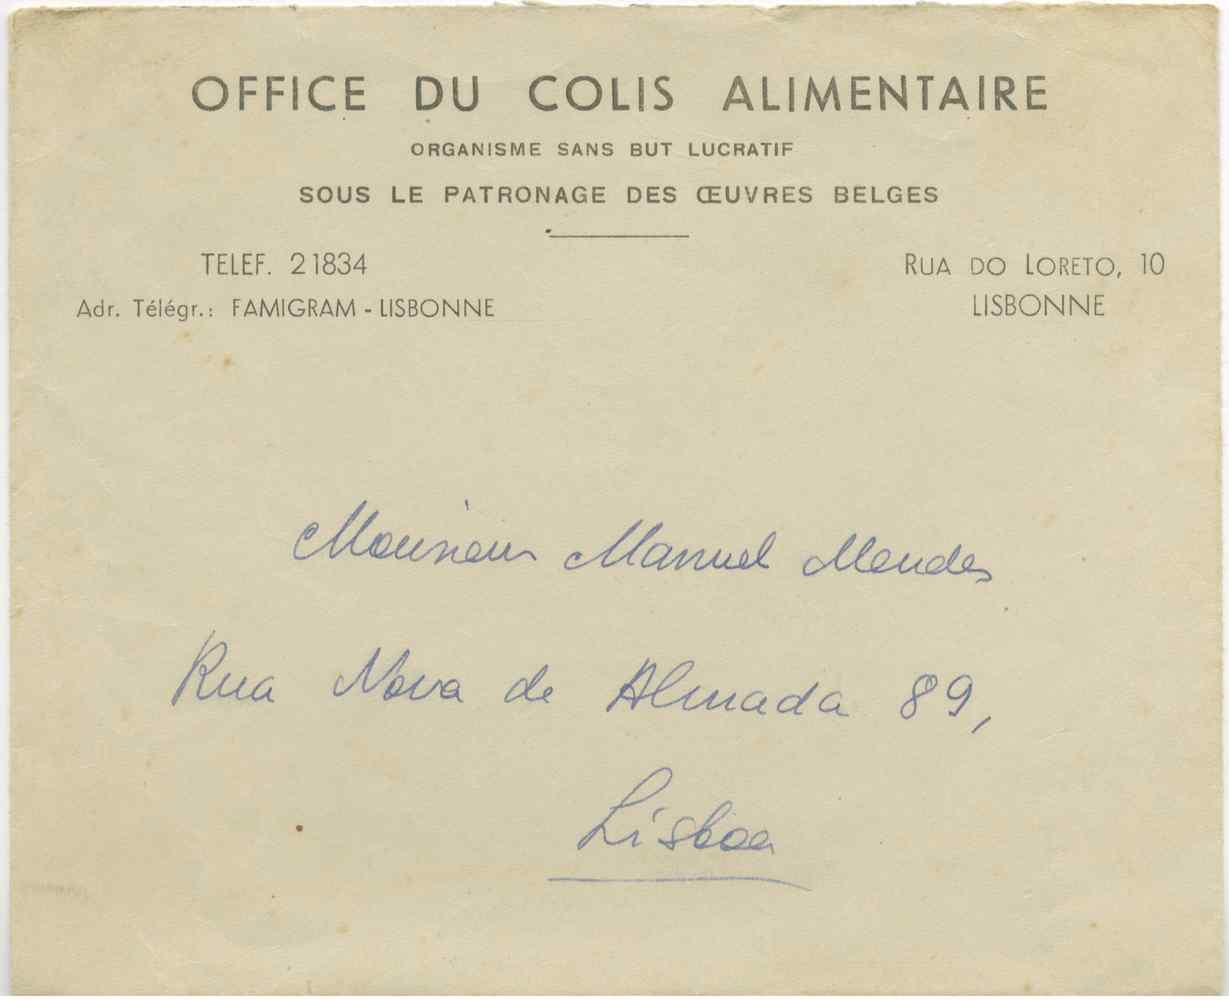 OFFICE DU COLIS ALIMENTAIRE
ORGANISME SANS BUT LUCRATIF
SOUS LE PATRONAGE DES ŒUVRES BELGES
TELEF. 21834
Adr. Télégr.: FAMIGRAM - LISBONNE
RUA DO LORETO, 10
LISBONNE
Monsieur Manuel Mendes
Rua Nova de Almada 89,
Lisboa